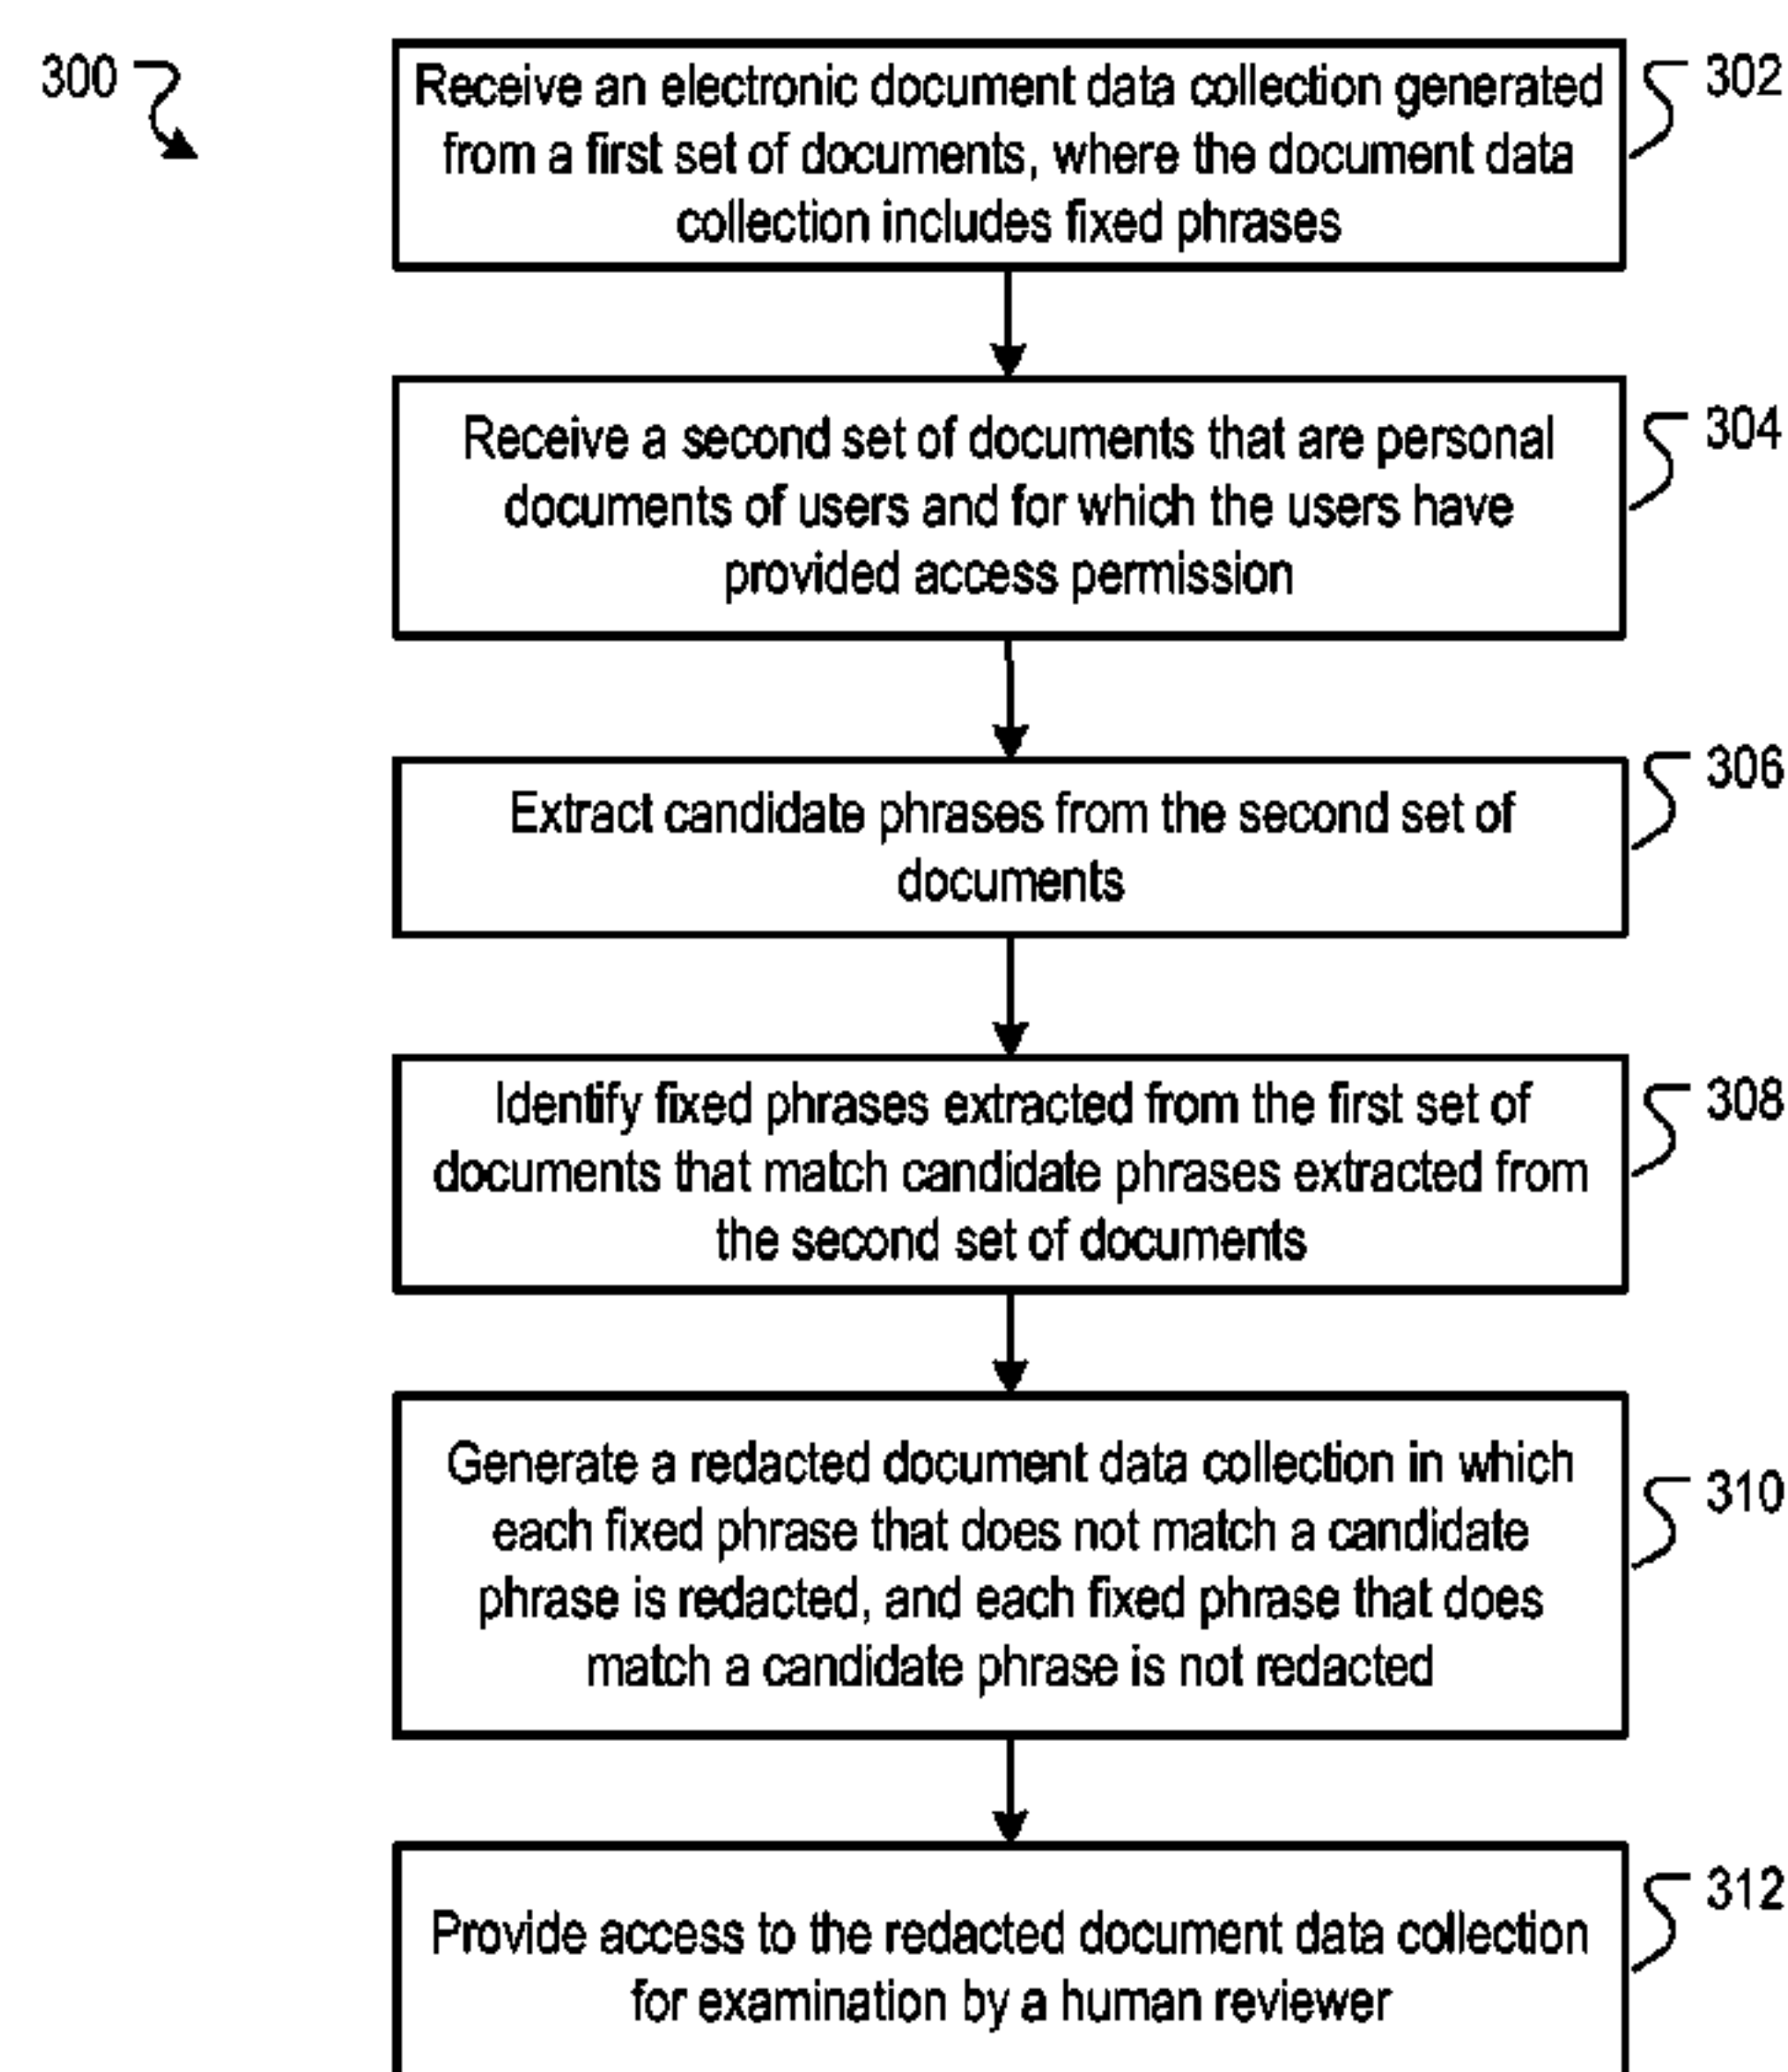 300
Receive an electronic document data collection generated
from a first set of documents, where the document data
collection includes fixed phrases
302
Receive a second set of documents that are personal
documents of users and for which the users have
provided access permission
304
Extract candidate phrases from the second set of
documents
306
Identify fixed phrases extracted from the first set of
documents that match candidate phrases extracted from
the second set of documents
308
Generate a redacted document data collection in which
each fixed phrase that does not match a candidate
phrase is redacted, and each fixed phrase that does
match a candidate phrase is not redacted
310
Provide access to the redacted document data collection
for examination by a human reviewer
312